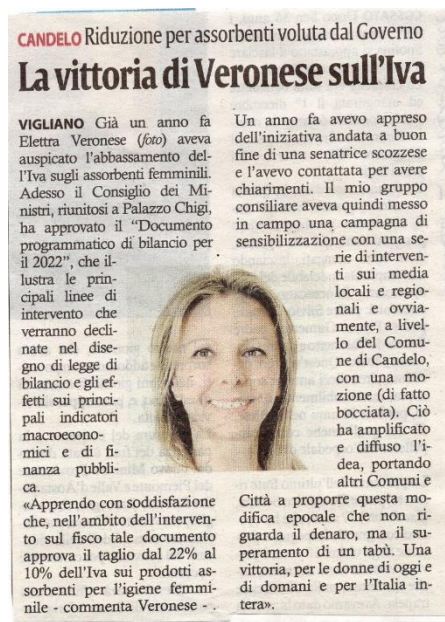 CANDELO Riduzione per assorbenti voluta dal Governo
La vittoria di Veronese sull'Iva
VIGLIANO Già un anno fa
Elettra Veronese (foto) aveva
auspicato l'abbassamento del-
l'Iva sugli assorbenti femminili.
Adesso il Consiglio dei Mi-
nistri, riunitosi a Palazzo Chigi,
ha approvato il "Documento
programmatico di bilancio per
il 2022", che il-
lustra le prin-
cipali linee di
intervento che
verranno decli-
nate nel dise-
gno di legge di
bilancio e gli ef-
fetti sui princi-
pali indicatori
macroecono-
mici e di fi-
nanza pubbli-
ca.
«Apprendo con soddisfazione
che, nell'ambito dell'interven-
to sul fisco tale documento
approva il taglio dal 22% al
10% dell'Iva sui prodotti as-
sorbenti per l'igiene femmi-
nile - commenta Veronese - .
Un anno fa avevo appreso
dell'iniziativa andata a buon
fine di una senatrice scozzese
e l'avevo contattata per avere
chiarimenti. Il mio gruppo
consiliare aveva quindi messo
in campo una campagna di
sensibilizzazione con una se-
rie di interven-
ti sui media
locali e regio-
nali e ovvia-
mente, a livel-
lo del Comu-
ne di Candelo,
con una mo-
zione (di fatto
bocciata). Ciò
ha amplificato
e diffuso l'i-
dea, portando
altri Comuni e
Città a proporre questa mo-
difica epocale che non ri-
guarda il denaro, ma il su-
peramento di un tabù. Una
vittoria, per le donne di oggi e
di domani e per l'Italia in-
tera».